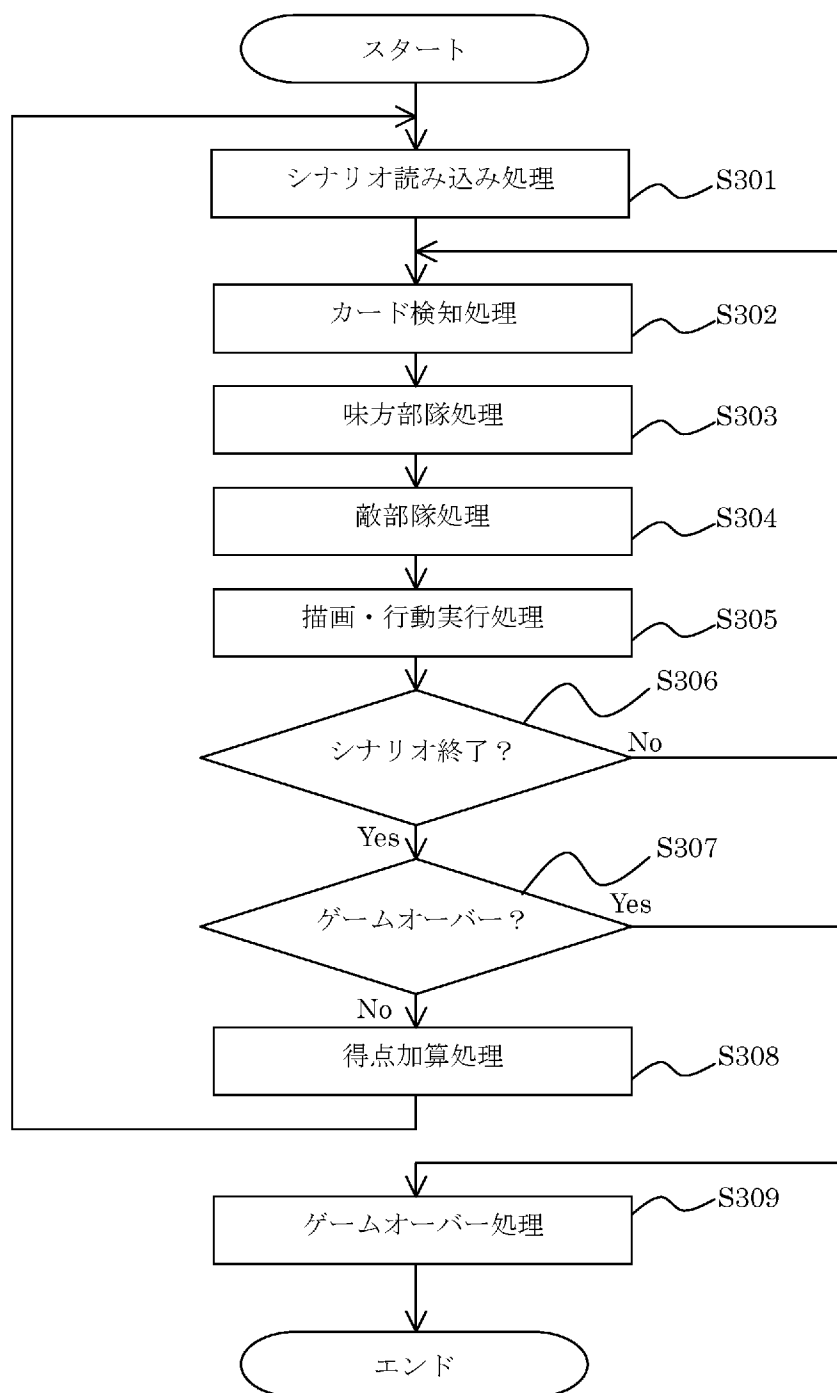 スタート
シナリオ読み込み処理
S301
カード検知処理
S302
味方部隊処理
S303
敵部隊処理
S304
描画・行動実行処理
S305
S306
シナリオ終了？
No
Yes
S307
ゲームオーバー？
Yes
No
得点加算処理
S308
ゲームオーバー処理
S309
エンド